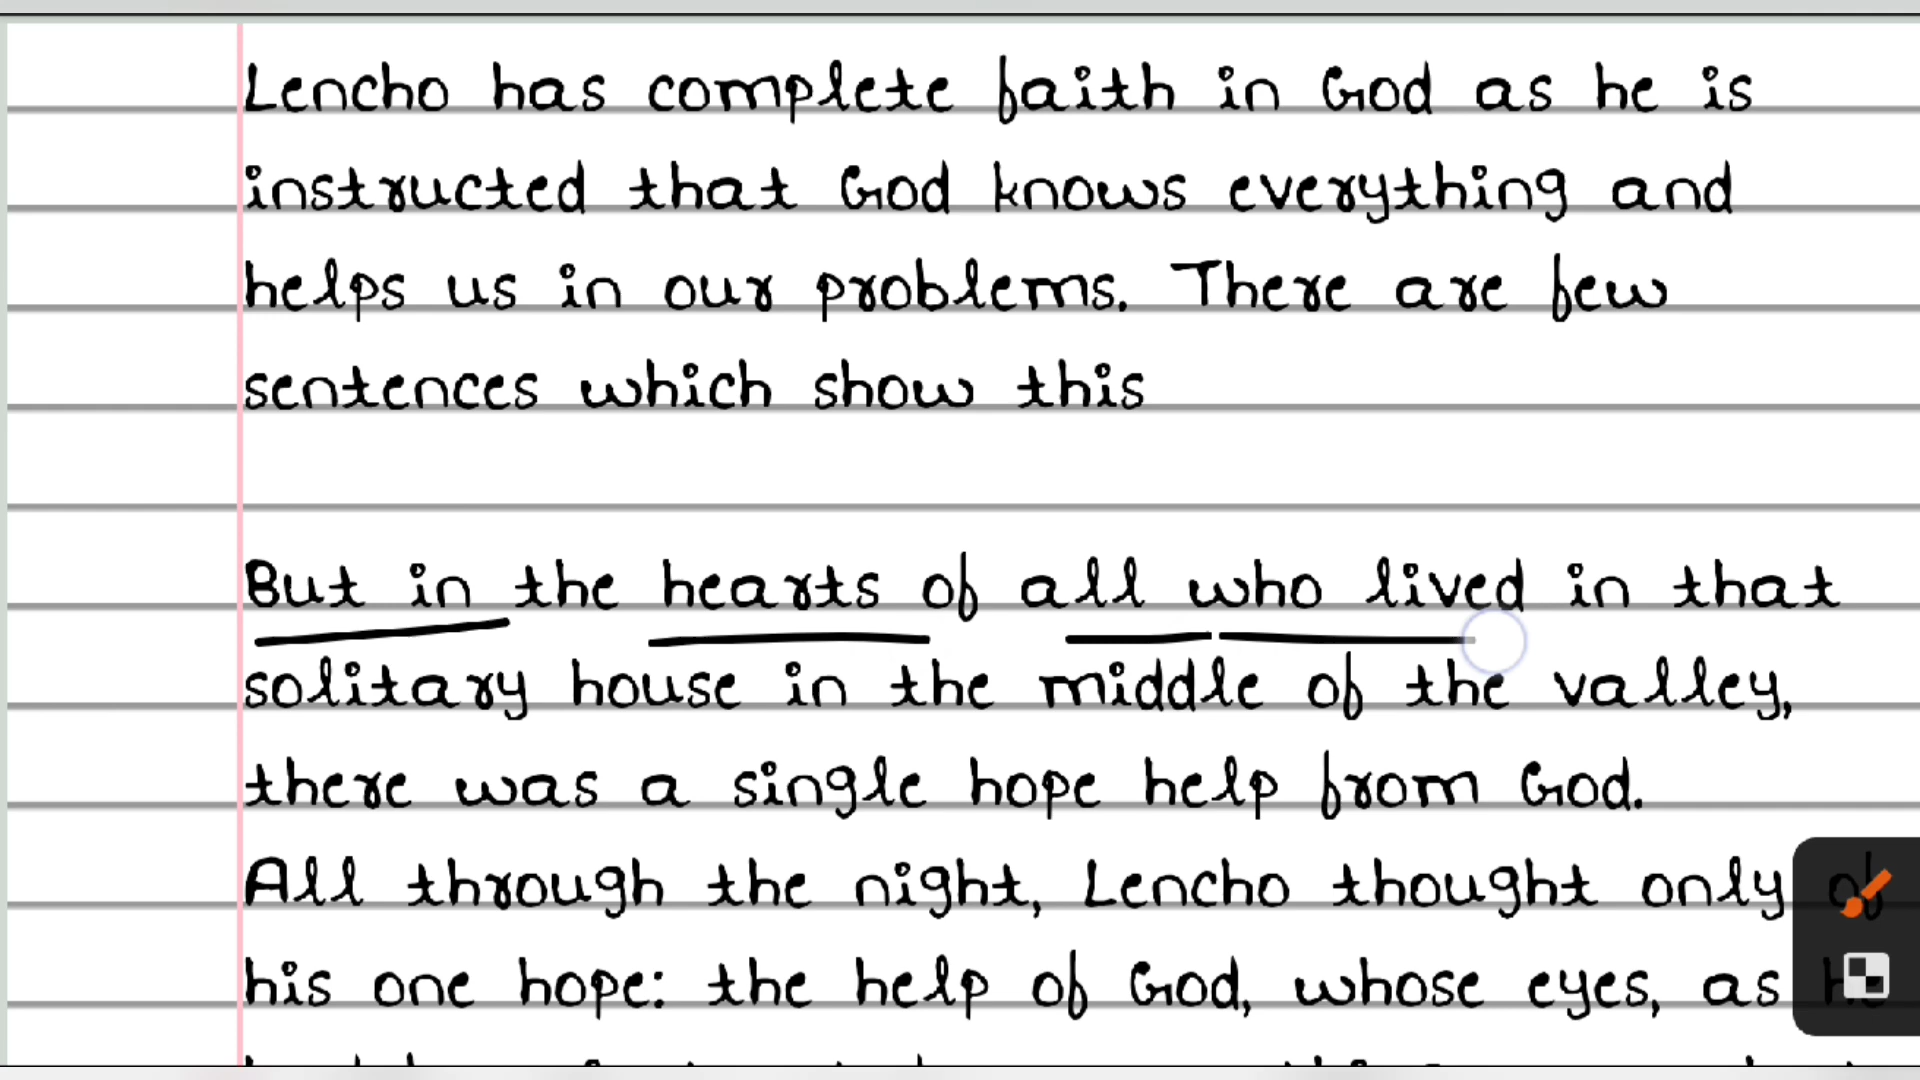 Lencho has complete faith in God as he is
instructed that God knows everything and
helps us in our problems. There are few
sentences which show this
But in the hearts of all who lived in that
solitary house in the middle of the valley,
there was a single hope help from God.
All through the night, Lencho thought only of
his one hope: the help of God, whose eyes, as he